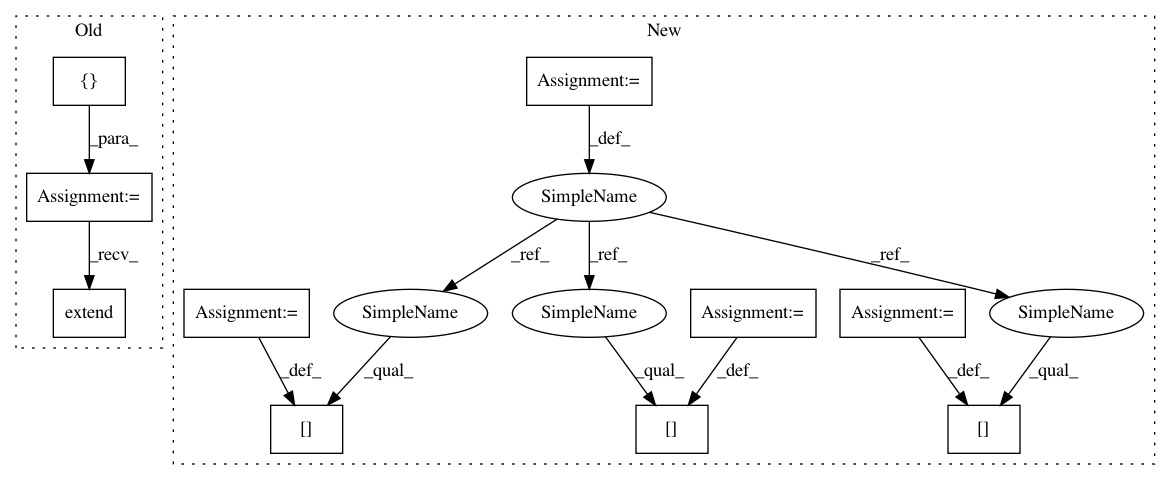 Old
New
{}
Assignment:=
_para_
_def_
Assignment:=
SimpleName
_recv_
_ref_
_ref_
_ref_
extend
Assignment:=
SimpleName
SimpleName
Assignment:=
Assignment:=
SimpleName
_def_
_qual_
_qual_
_def_
_def_
_qual_
[]
[]
[]